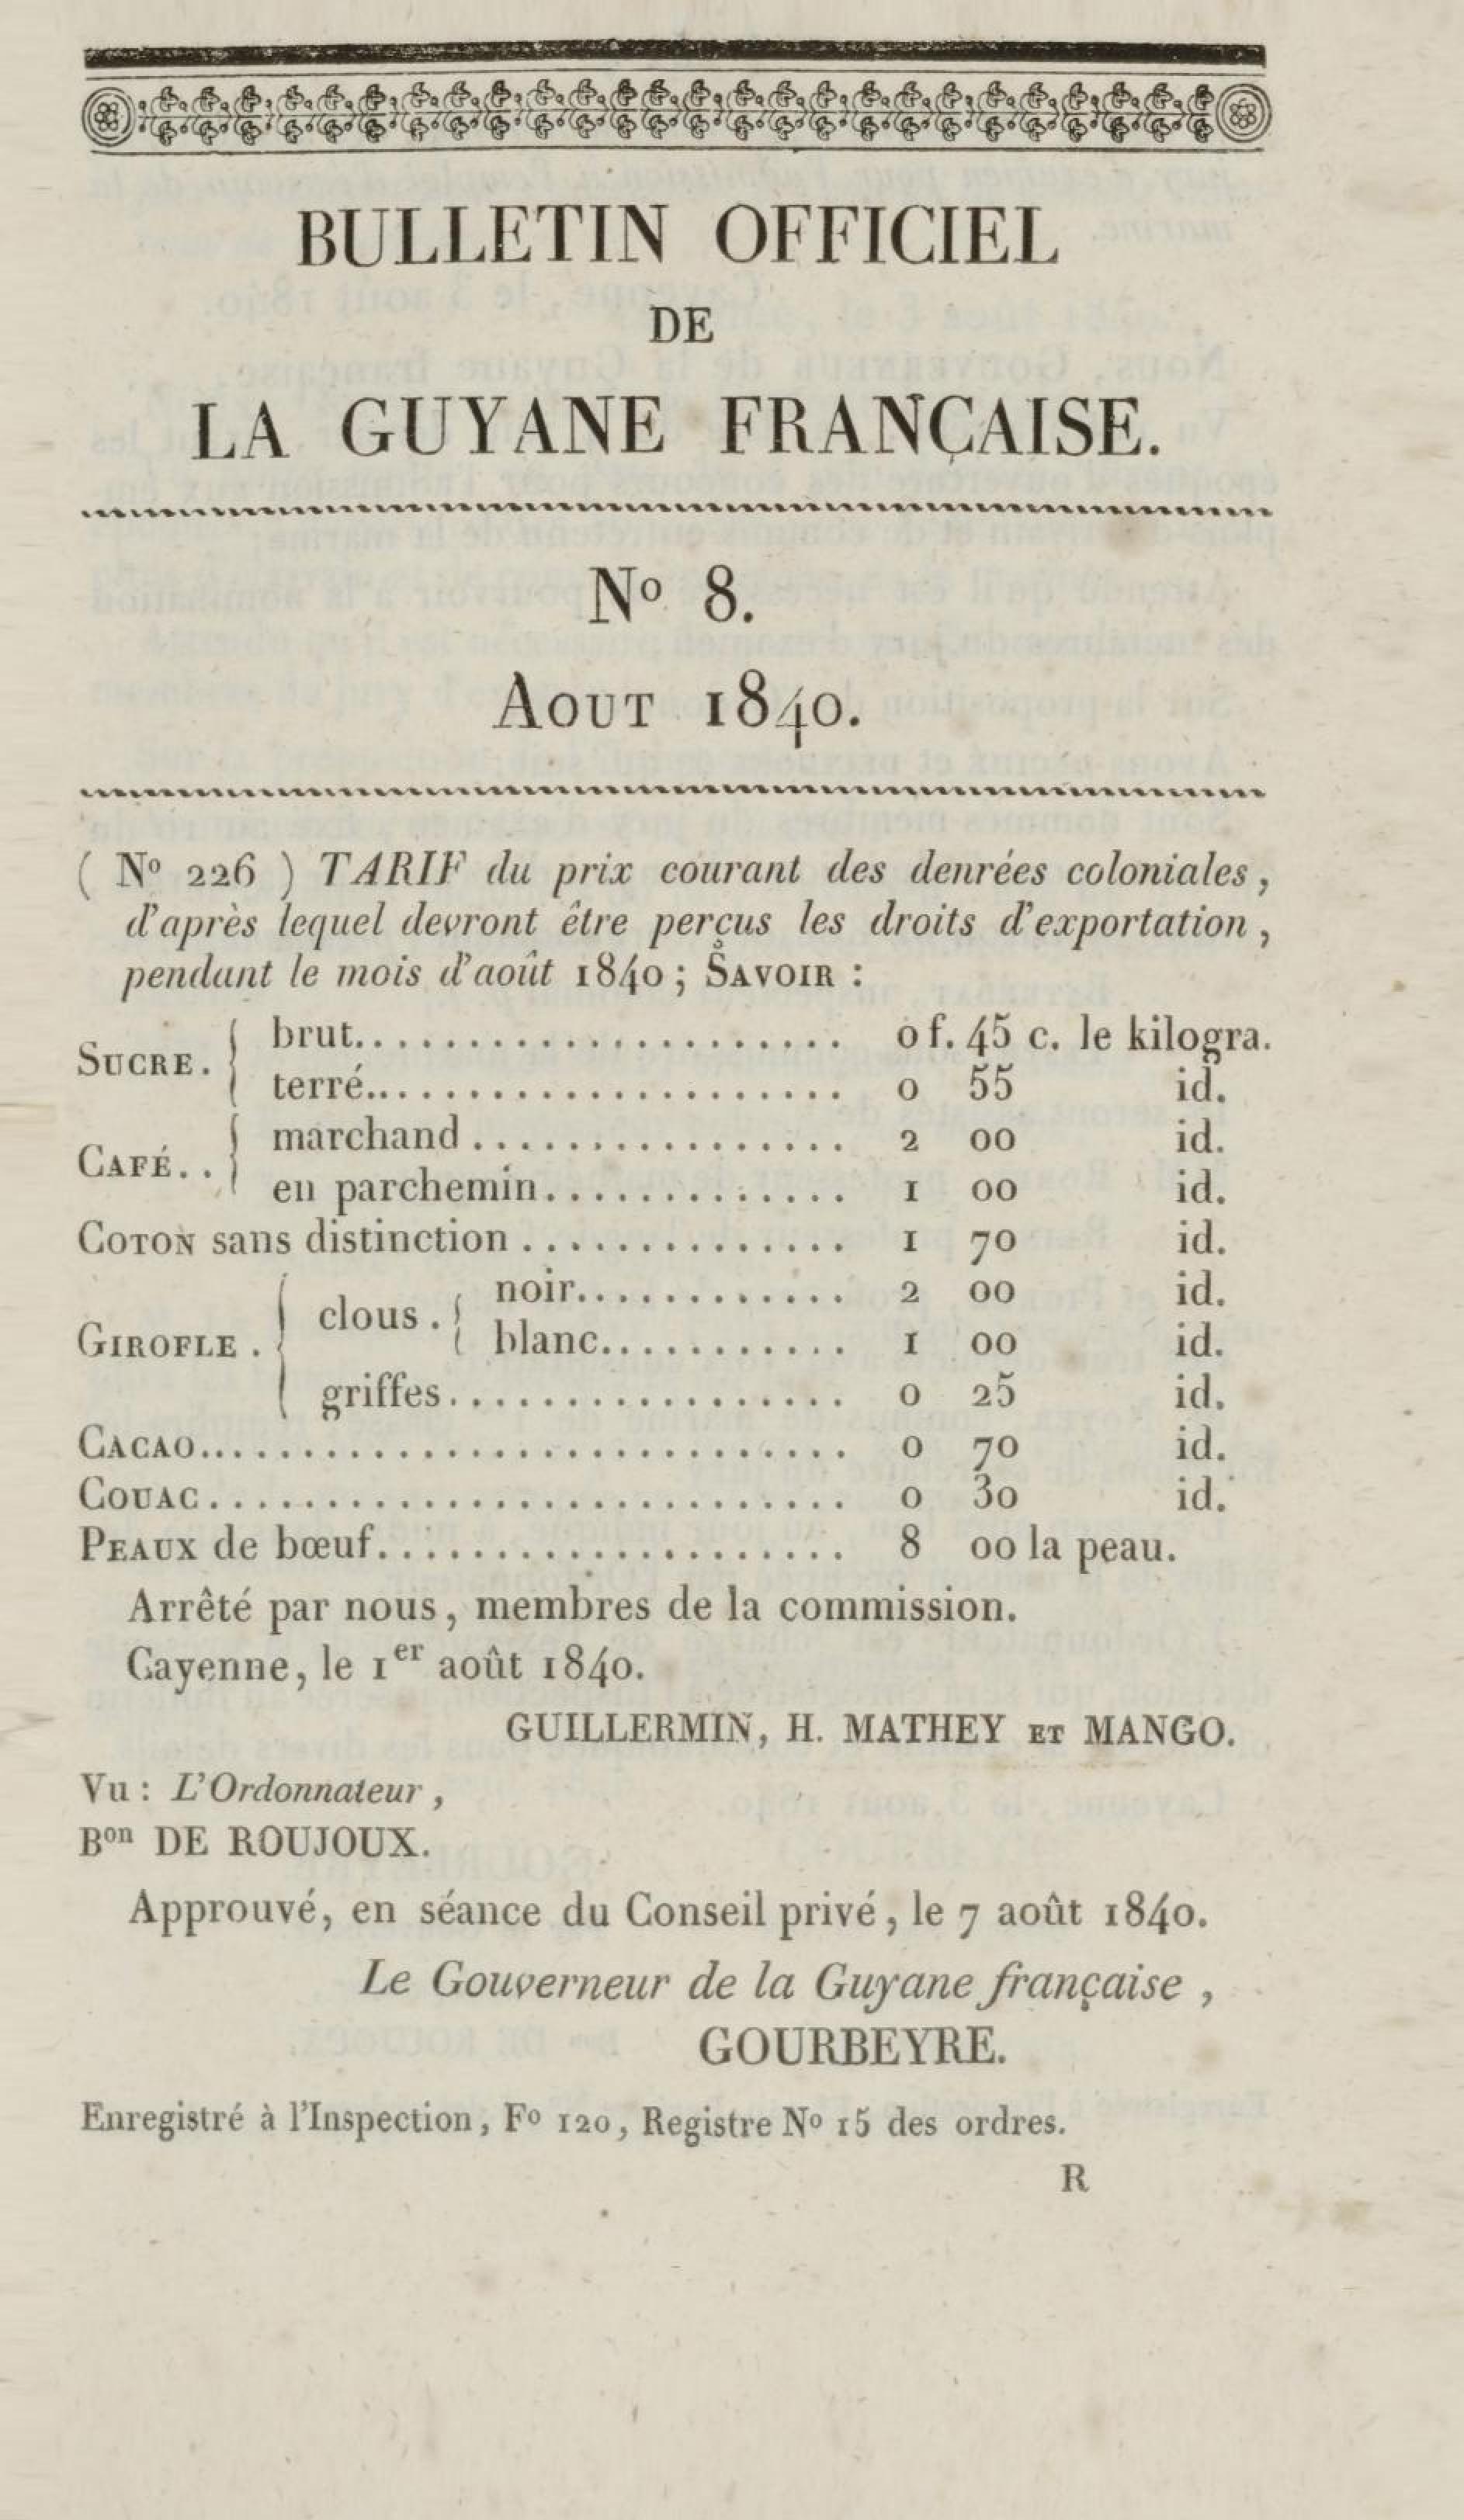 BULLETIN OFFICIEL
DE
LA GUYANE FRANÇAISE.
Nº 8.
AOUT 1840.
( Nº 226 ) TARIF du prix courant des denrées coloniales,
d'après lequel devront être perçus les droits d'exportation,
pendant le mois d'août 1840; SAVOIR :
SUCRE. { brut...................... 0 f. 45 c. le kilogra.
terré...................... 0 55 id.
CAFÉ.. { marchand................. 2 00 id.
en parchemin.............. 1 00 id.
COTON sans distinction............... 1 70 id.
GIROFLE. { clous. { noir............. 2 00 id.
blanc............ 1 00 id.
griffes.................. 0 25 id.
CACAO.............................. 0 70 id.
COUAC............................. 0 30 id.
PEAUX de bœuf...................... 8 00 la peau.
Arrêté par nous, membres de la commission.
Cayenne, le 1er août 1840.
GUILLERMIN, H. MATHEY ET MANGO.
Vu : L'Ordonnateur,
Bon DE ROUJOUX.
Approuvé, en séance du Conseil privé, le 7 août 1840.
Le Gouverneur de la Guyane française,
GOURBEYRE.
Enregistré à l'Inspection, Fº 120, Registre Nº 15 des ordres.
R